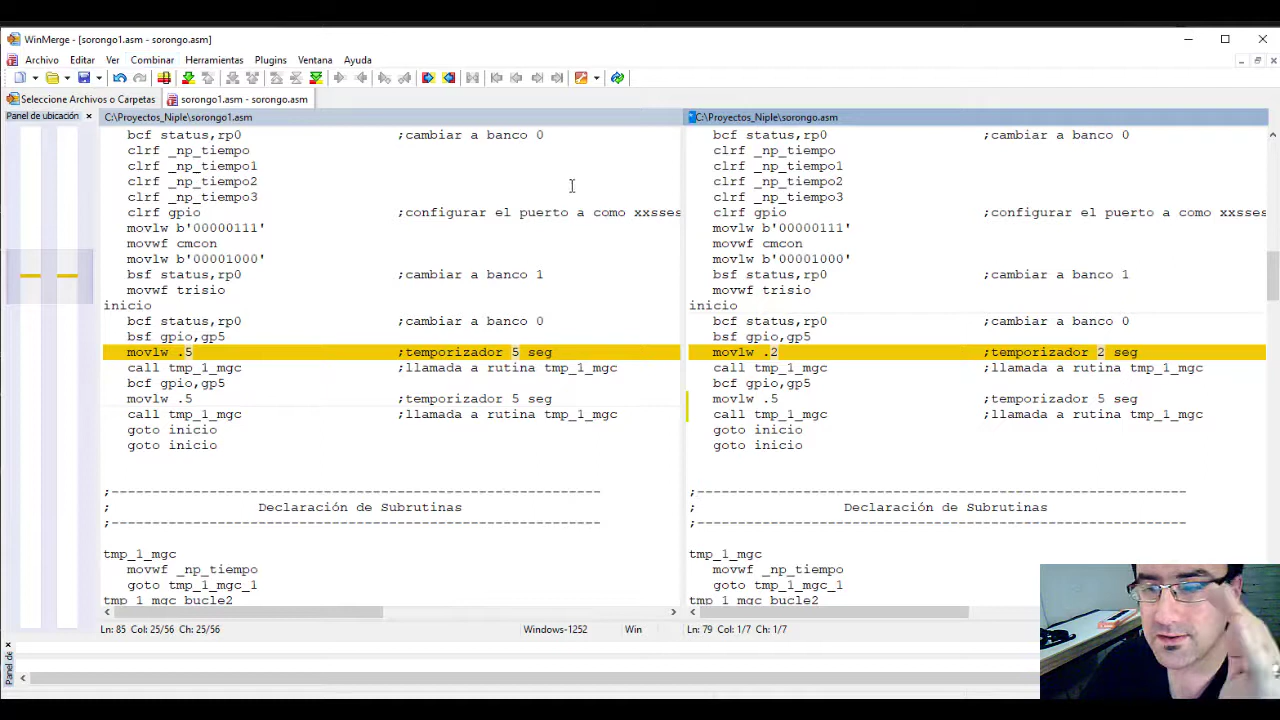 WinMerge - [sorongo1.asm - sorongo.asm]
Archivo Editar Ver Combinar Herramientas Plugins Ventana Ayuda
Seleccione Archivos o Carpetas
sorongo1.asm - sorongo.asm
Panel de ubicación
C:\Proyectos_Niple\sorongo1.asm
bcf status,rp0 ;cambiar a banco 0
clrf _np_tiempo
clrf _np_tiempo1
clrf _np_tiempo2
clrf _np_tiempo3
clrf gpio ;configurar el puerto a como xxsses
movlw b'00000111'
movwf cmcon
movlw b'00001000'
bsf status,rp0 ;cambiar a banco 1
movwf trisio
inicio
bcf status,rp0 ;cambiar a banco 0
bsf gpio,gp5
movlw .5 ;temporizador 5 seg
call tmp_1_mgc ;llamada a rutina tmp_1_mgc
bcf gpio,gp5
movlw .5 ;temporizador 5 seg
call tmp_1_mgc ;llamada a rutina tmp_1_mgc
goto inicio
goto inicio
;------------------------------------------------------------
; Declaración de Subrutinas
;------------------------------------------------------------
tmp_1_mgc
movwf _np_tiempo
goto tmp_1_mgc_1
tmp_1_mgc_bucle2
Ln: 85 Col: 25/56 Ch: 25/56
Windows-1252
Win
C:\Proyectos_Niple\sorongo.asm
bcf status,rp0 ;cambiar a banco 0
clrf _np_tiempo
clrf _np_tiempo1
clrf _np_tiempo2
clrf _np_tiempo3
clrf gpio ;configurar el puerto a como xxsses
movlw b'00000111'
movwf cmcon
movlw b'00001000'
bsf status,rp0 ;cambiar a banco 1
movwf trisio
inicio
bcf status,rp0 ;cambiar a banco 0
bsf gpio,gp5
movlw .2 ;temporizador 2 seg
call tmp_1_mgc ;llamada a rutina tmp_1_mgc
bcf gpio,gp5
movlw .5 ;temporizador 5 seg
call tmp_1_mgc ;llamada a rutina tmp_1_mgc
goto inicio
goto inicio
;------------------------------------------------------------
; Declaración de Subrutinas
;------------------------------------------------------------
tmp_1_mgc
movwf _np_tiempo
goto tmp_1_mgc_1
tmp_1_mgc_bucle2
Ln: 79 Col: 1/7 Ch: 1/7
Panel de